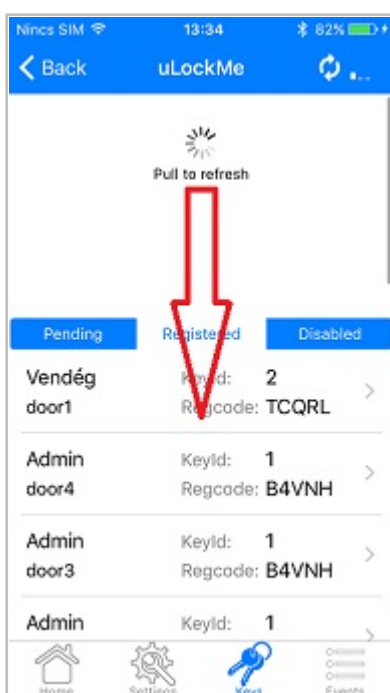 Nincs SIM 13:34 82%
Back uLockMe ...
Pull to refresh
Pending Registered Disabled
Vendég KeyId: 2
door1 Regcode: TCQRL
Admin KeyId: 1
door4 Regcode: B4VNH
Admin KeyId: 1
door3 Regcode: B4VNH
Admin KeyId: 1
Home Settings Keys Events